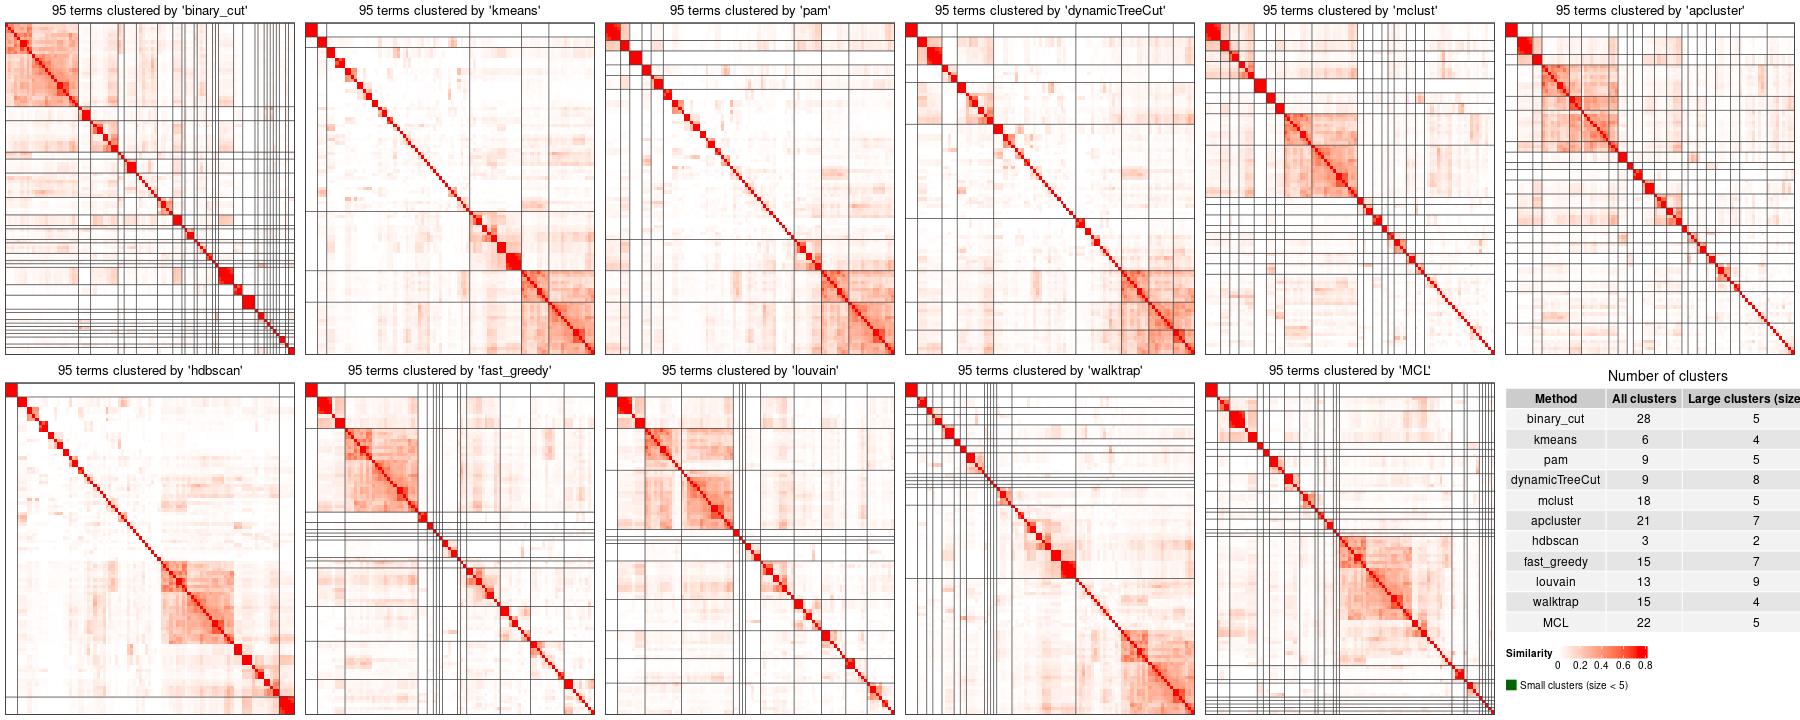 95 terms clustered by 'binary_cut'
95 terms clustered by 'kmeans'
95 terms clustered by 'pam'
95 terms clustered by 'dynamicTreeCut'
95 terms clustered by 'mclust'
95 terms clustered by 'apcluster'
95 terms clustered by 'hdbscan'
95 terms clustered by 'fast_greedy'
95 terms clustered by 'louvain'
95 terms clustered by 'walktrap'
95 terms clustered by 'MCL'
Number of clusters
Method All clusters Large clusters (size
binary_cut 28 5
kmeans 6 4
pam 9 5
dynamicTreeCut 9 8
mclust 18 5
apcluster 21 7
hdbscan 3 2
fast_greedy 15 7
louvain 13 9
walktrap 15 4
MCL 22 5
Similarity
0 0.2 0.4 0.6 0.8
Small clusters (size < 5)